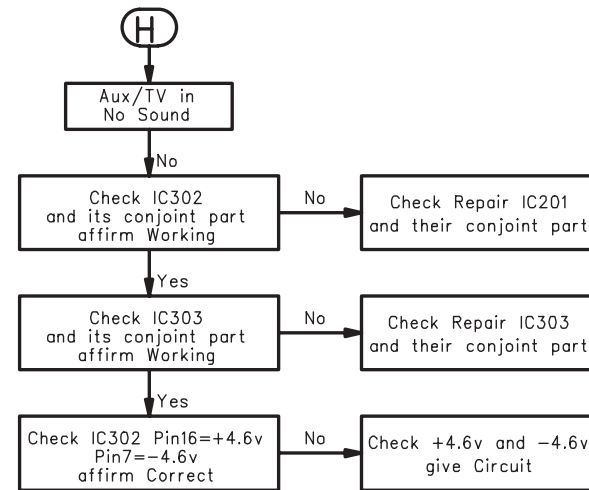 H
Aux/TV in
No Sound
No
Check IC302
and its conjoint part
affirm Working
No
Check Repair IC201
and their conjoint part
Yes
Check IC303
and its conjoint part
affirm Working
No
Check Repair IC303
and their conjoint part
Yes
Check IC302 Pin16=+4.6v
Pin7=-4.6v
affirm Correct
No
Check +4.6v and -4.6v
give Circuit